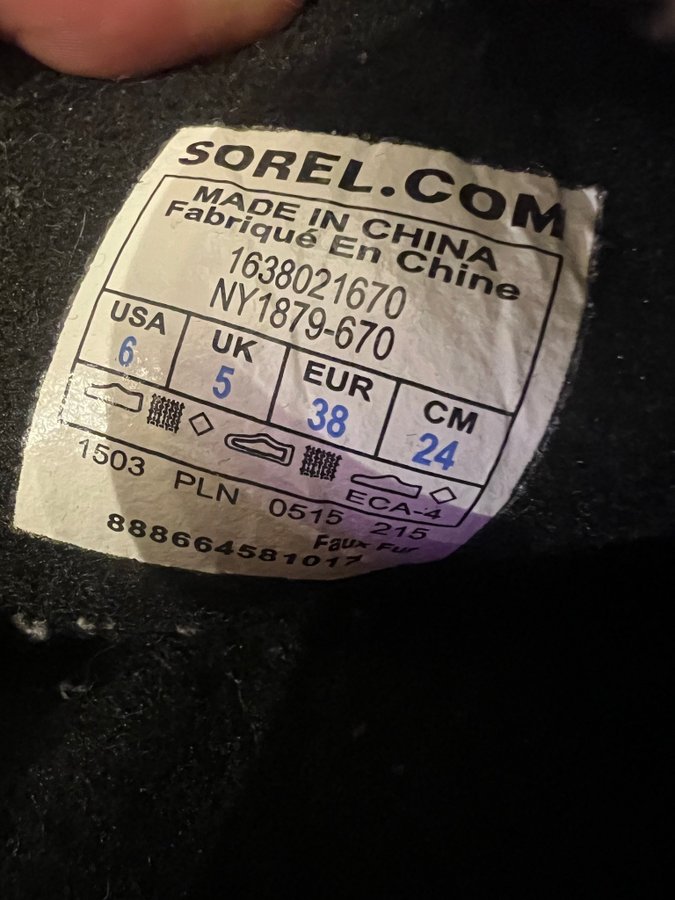 SOREL.COM
MADE IN CHINA
Fabriqué En Chine
1638021670
NY1879-670
USA UK EUR CM
6 5 38 24
ECA-4
1503 PLN 0515 215
Faux Fur
888664581017